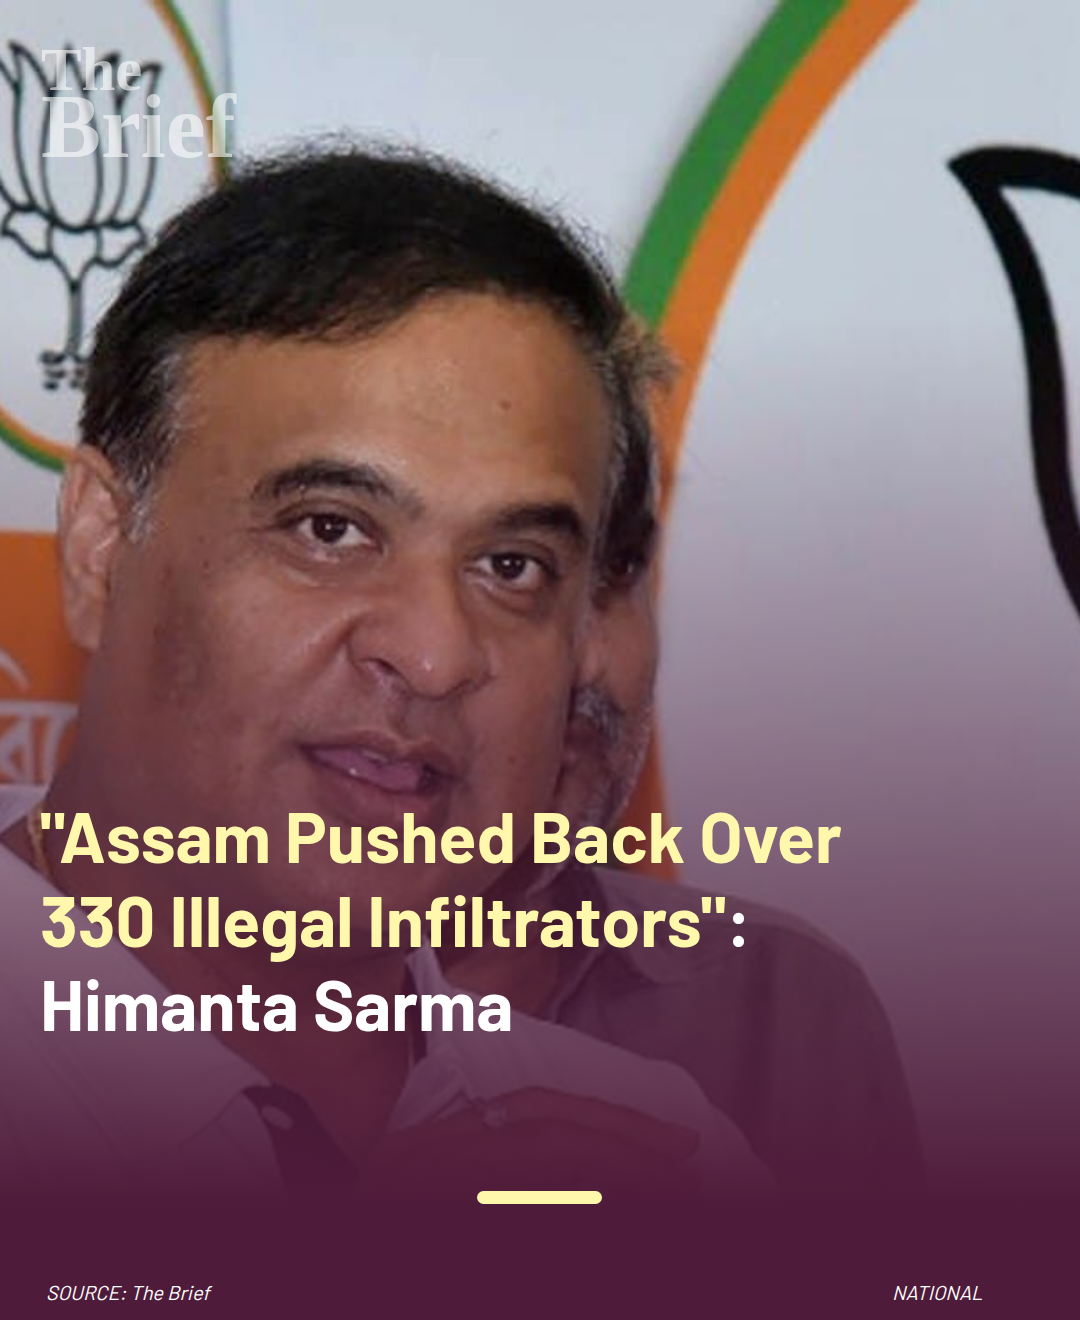 The
Brief
"Assam Pushed Back Over
330 Illegal Infiltrators":
Himanta Sarma
SOURCE: The Brief
NATIONAL